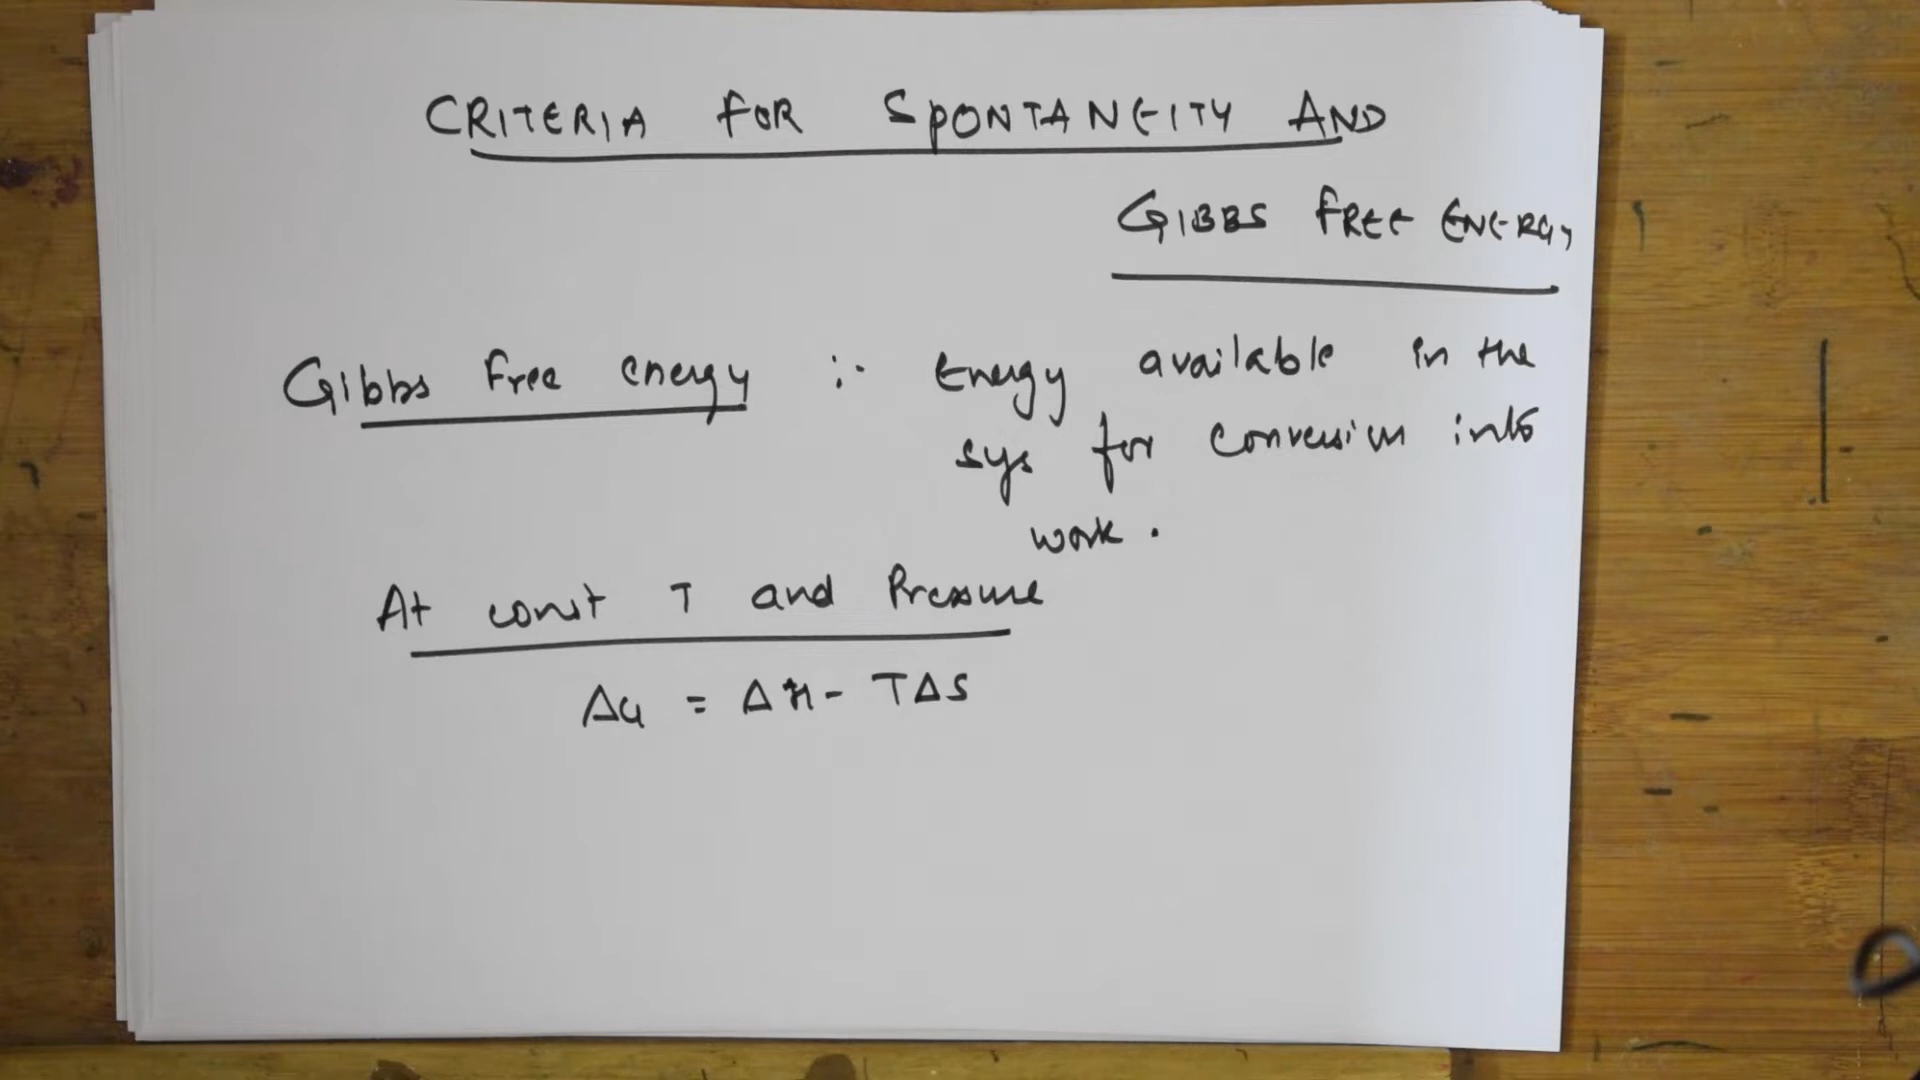 CRITERIA FOR SPONTANEITY AND
GIBBS FREE ENERGY
Gibbs free energy :- Energy available in the
sys for conversion into
work.
At const T and Pressure
ΔG = ΔH - TΔS